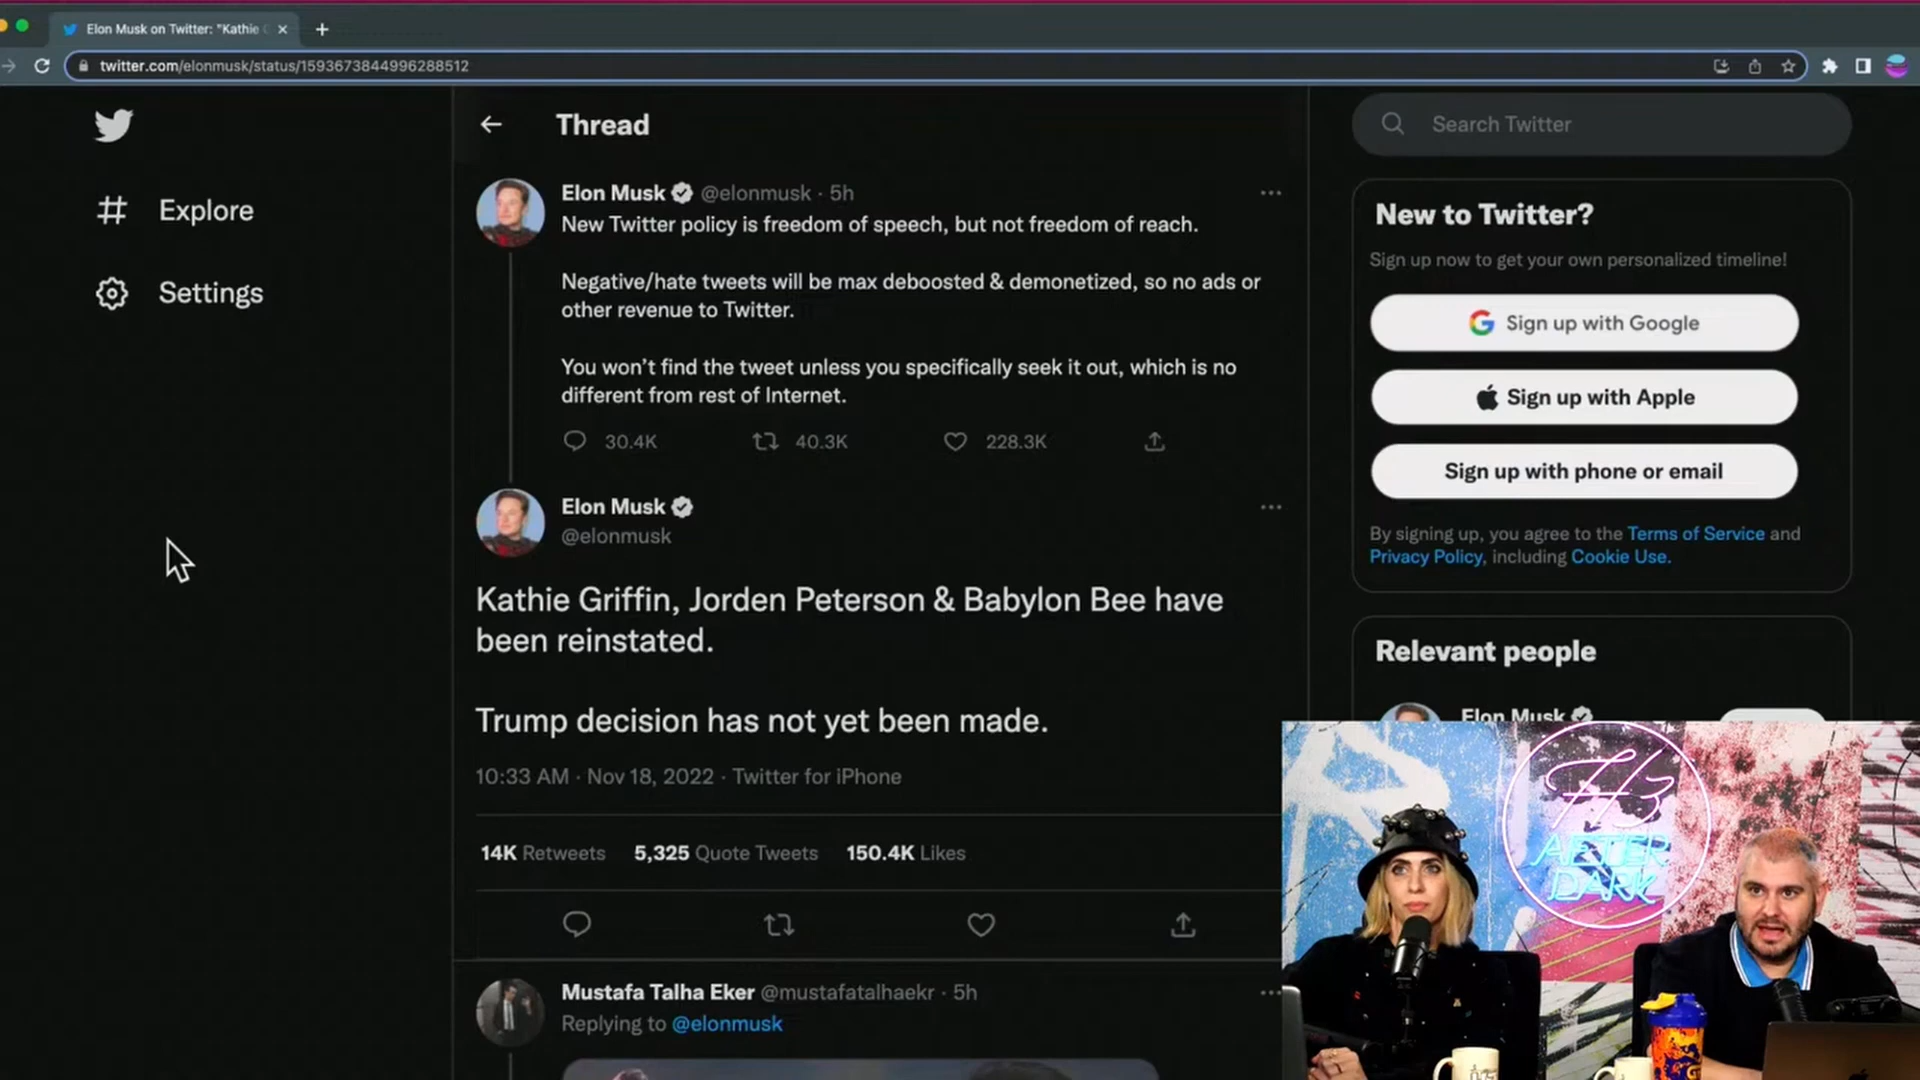 Elon Musk on Twitter: "Kathie
twitter.com/elonmusk/status/1593673844996288512
Explore
Settings
Thread
Elon Musk @elonmusk · 5h
New Twitter policy is freedom of speech, but not freedom of reach.
Negative/hate tweets will be max deboosted & demonetized, so no ads or
other revenue to Twitter.
You won't find the tweet unless you specifically seek it out, which is no
different from rest of Internet.
30.4K 40.3K 228.3K
Elon Musk
@elonmusk
Kathie Griffin, Jorden Peterson & Babylon Bee have
been reinstated.
Trump decision has not yet been made.
10:33 AM · Nov 18, 2022 · Twitter for iPhone
14K Retweets 5,325 Quote Tweets 150.4K Likes
Mustafa Talha Eker @mustafatalhaekr · 5h
Replying to @elonmusk
Search Twitter
New to Twitter?
Sign up now to get your own personalized timeline!
Sign up with Google
Sign up with Apple
Sign up with phone or email
By signing up, you agree to the Terms of Service and
Privacy Policy, including Cookie Use.
Relevant people
Elon Musk
H3
AFTER
DARK